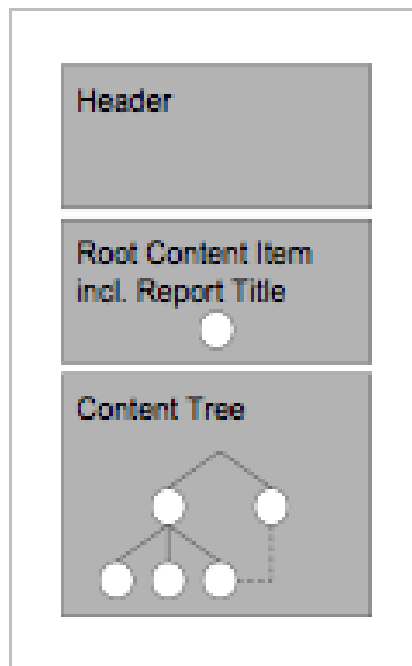 Header
Root Content Item
incl. Report Title
Content Tree